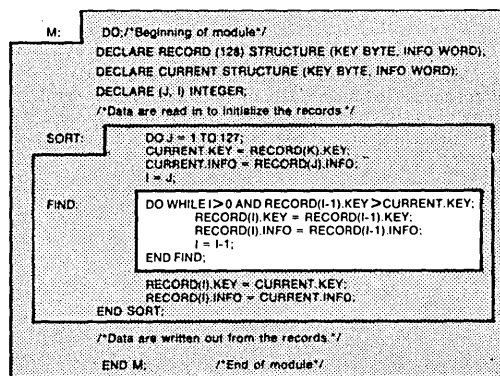 M: DO;/*Beginning of module*/
DECLARE RECORD (128) STRUCTURE (KEY BYTE, INFO WORD);
DECLARE CURRENT STRUCTURE (KEY BYTE, INFO WORD);
DECLARE (J, I) INTEGER;
/*Data are read in to initialize the records.*/
SORT: DO J = 1 TO 127;
CURRENT.KEY = RECORD(K).KEY;
CURRENT.INFO = RECORD(J).INFO;
I = J;
FIND: DO WHILE I>0 AND RECORD(I-1).KEY>CURRENT.KEY;
RECORD(I).KEY = RECORD(I-1).KEY;
RECORD(I).INFO = RECORD(I-1).INFO;
I = I-1;
END FIND;
RECORD(I).KEY = CURRENT.KEY;
RECORD(I).INFO = CURRENT.INFO;
END SORT;
/*Data are written out from the records.*/
END M; /*End of module*/